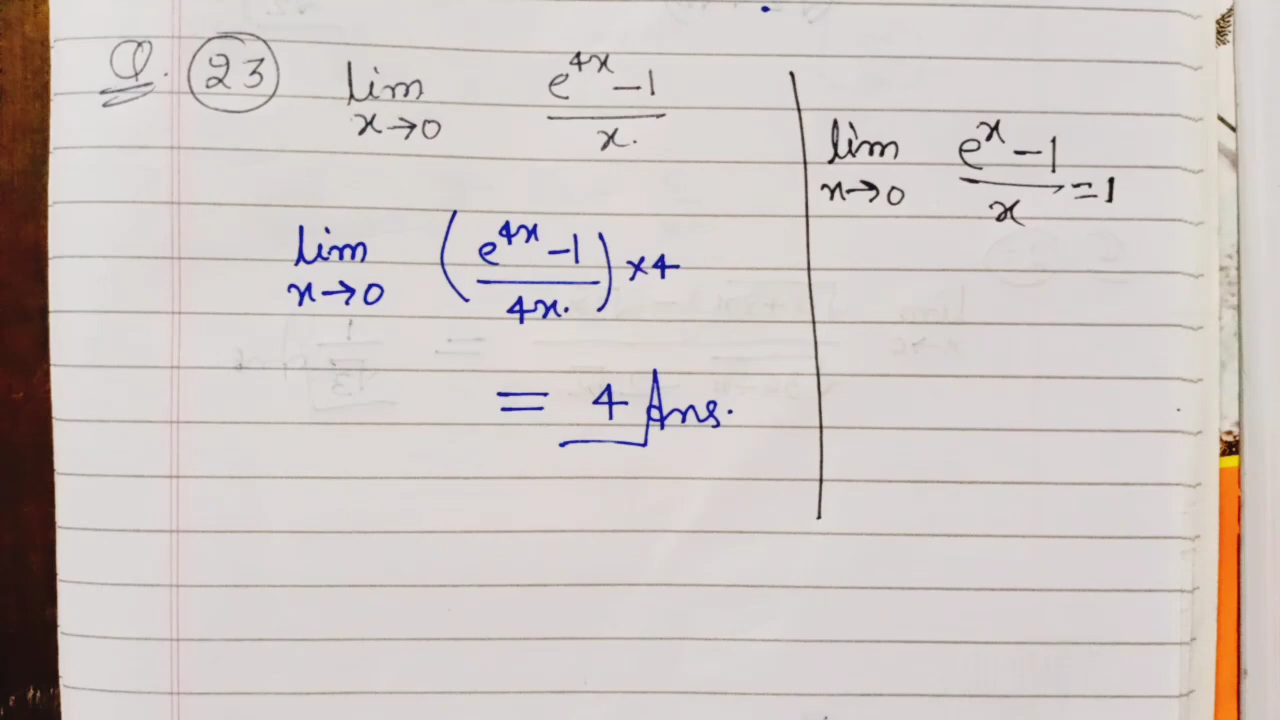 Q. 23 lim x→0 (e^{4x} - 1)/x.
lim x→0 ((e^{4x} - 1)/(4x.)) × 4
= 4 Ans.
lim x→0 (e^x - 1)/x = 1